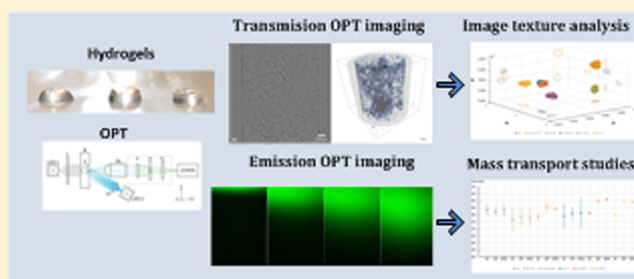 Hydrogels
OPT
Transmision OPT imaging
Emission OPT imaging
Image texture analysis
Mass transport studies